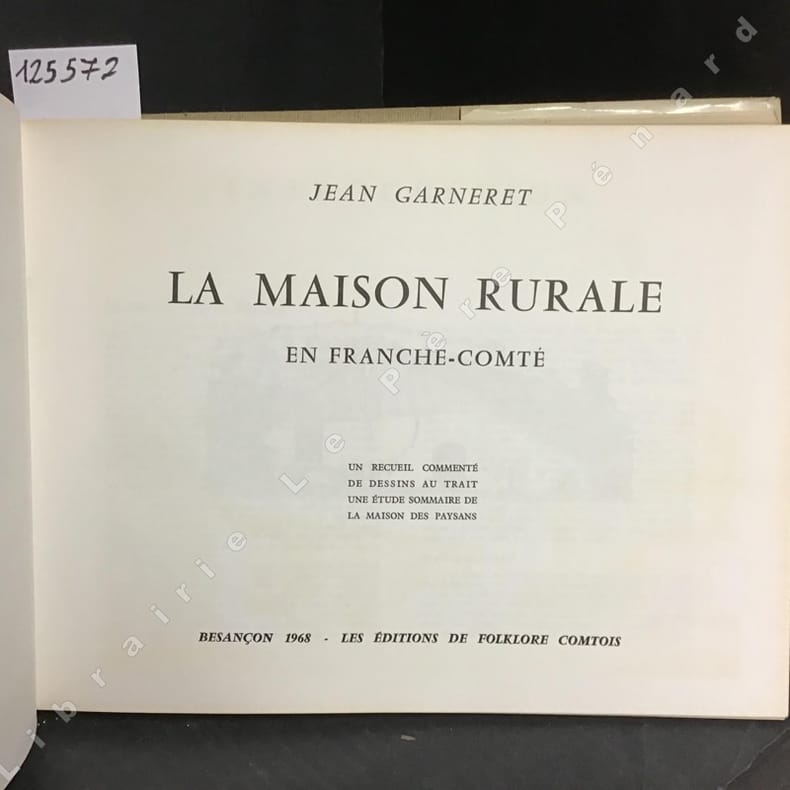 125572
JEAN GARNERET
LA MAISON RURALE
EN FRANCHE-COMTÉ
UN RECUEIL COMMENTÉ
DE DESSINS AU TRAIT
UNE ÉTUDE SOMMAIRE DE
LA MAISON DES PAYSANS
BESANÇON 1968 - LES ÉDITIONS DE FOLKLORE COMTOIS
Librairie Le Père Pénard